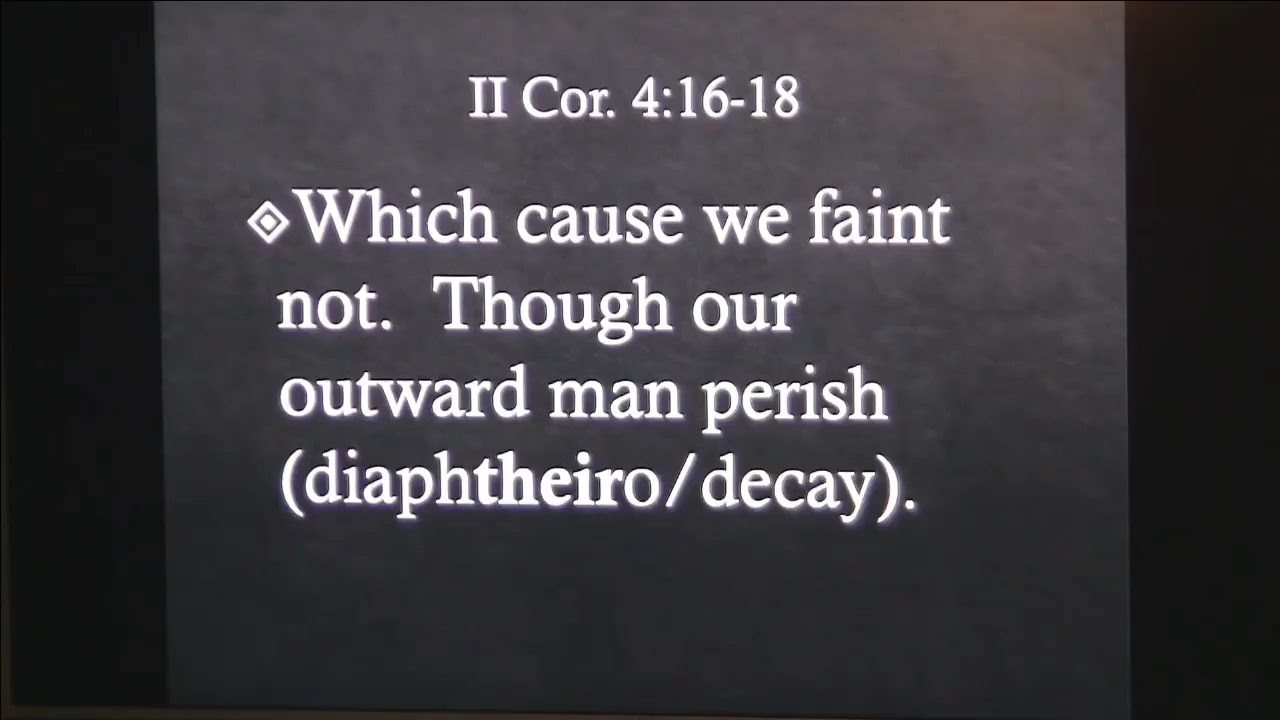 II Cor. 4:16-18
Which cause we faint
not. Though our
outward man perish
(diaphtheiro/decay).